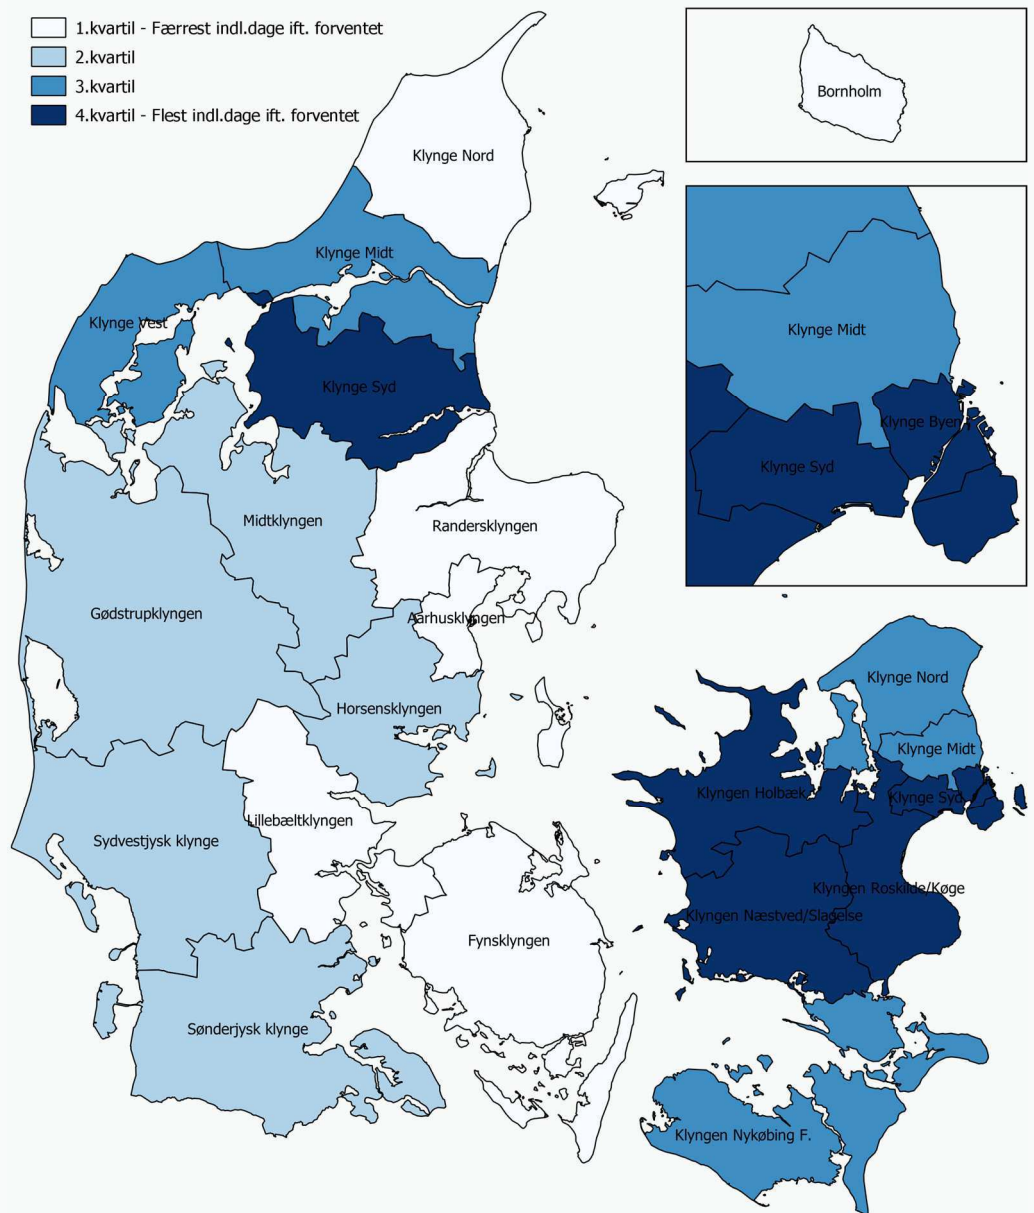 1.kvartil - Færrest indl.dage ift. forventet
2.kvartil
3.kvartil
4.kvartil - Flest indl.dage ift. forventet
Bornholm
Klynge Nord
Klynge Midt
Klynge Vest
Klynge Syd
Klynge Midt
Klynge Byen
Klynge Syd
Midtklyngen
Randersklyngen
Gødstrupklyngen
Aarhusklyngen
Horsensklyngen
Lillebæltklyngen
Sydvestjysk klynge
Fynsklyngen
Sønderjysk klynge
Klynge Nord
Klynge Midt
Klyngen Holbæk
Klynge Syd
Klyngen Roskilde/Køge
Klyngen Næstved/Slagelse
Klyngen Nykøbing F.